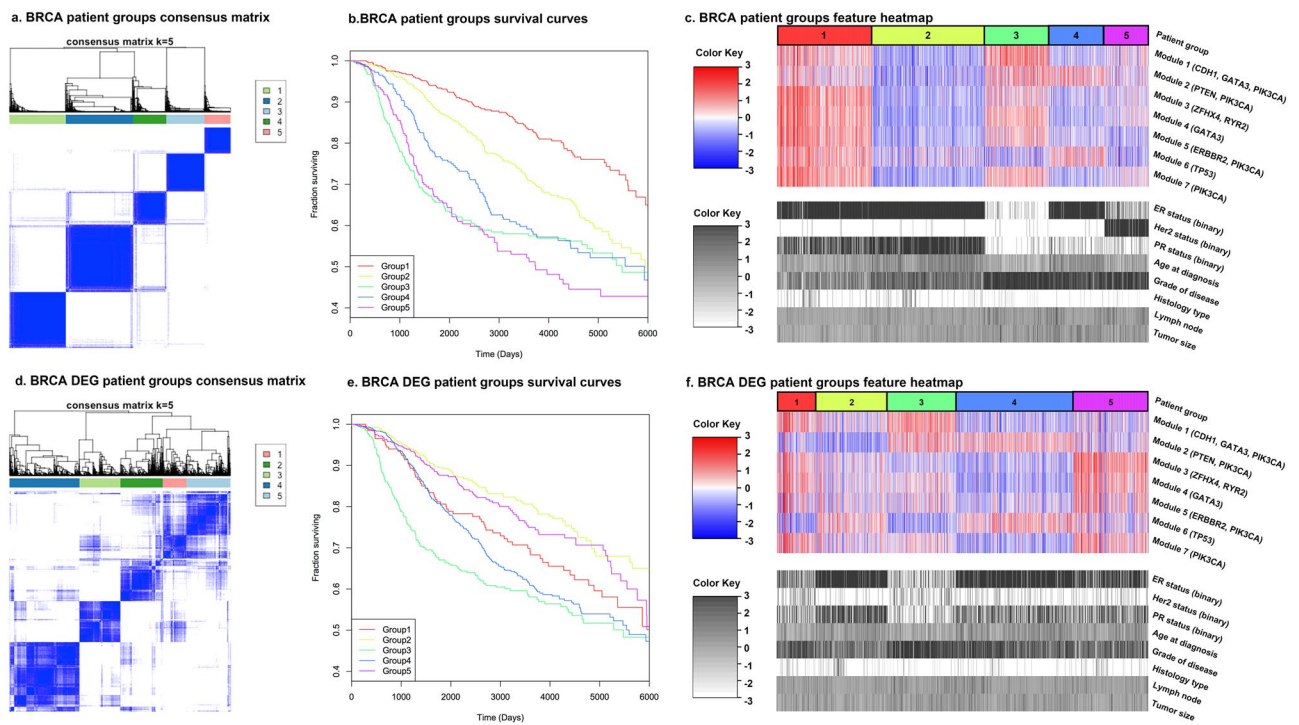 a. BRCA patient groups consensus matrix
consensus matrix k=5
1
2
3
4
5
b.BRCA patient groups survival curves
Fraction surviving
1.0
0.9
0.8
0.7
0.6
0.5
0.4
Group1
Group2
Group3
Group4
Group5
0
1000
2000
3000
4000
5000
6000
Time (Days)
c. BRCA patient groups feature heatmap
Color Key
3
2
1
0
-1
-2
-3
1
2
3
4
5
Patient group
Module 1 (CDH1, GATA3, PIK3CA)
Module 2 (PTEN, PIK3CA)
Module 3 (ZFHX4, RYR2)
Module 4 (GATA3)
Module 5 (ERBBR2, PIK3CA)
Module 6 (TP53)
Module 7 (PIK3CA)
Color Key
3
2
1
0
-1
-2
-3
ER status (binary)
Her2 status (binary)
PR status (binary)
Age at diagnosis
Grade of disease
Histology type
Lymph node
Tumor size
d. BRCA DEG patient groups consensus matrix
consensus matrix k=5
1
2
3
4
5
e. BRCA DEG patient groups survival curves
Fraction surviving
1.0
0.9
0.8
0.7
0.6
0.5
0.4
Group1
Group2
Group3
Group4
Group5
0
1000
2000
3000
4000
5000
6000
Time (Days)
f. BRCA DEG patient groups feature heatmap
Color Key
3
2
1
0
-1
-2
-3
1
2
3
4
5
Patient group
Module 1 (CDH1, GATA3, PIK3CA)
Module 2 (PTEN, PIK3CA)
Module 3 (ZFHX4, RYR2)
Module 4 (GATA3)
Module 5 (ERBBR2, PIK3CA)
Module 6 (TP53)
Module 7 (PIK3CA)
Color Key
3
2
1
0
-1
-2
-3
ER status (binary)
Her2 status (binary)
PR status (binary)
Age at diagnosis
Grade of disease
Histology type
Lymph node
Tumor size